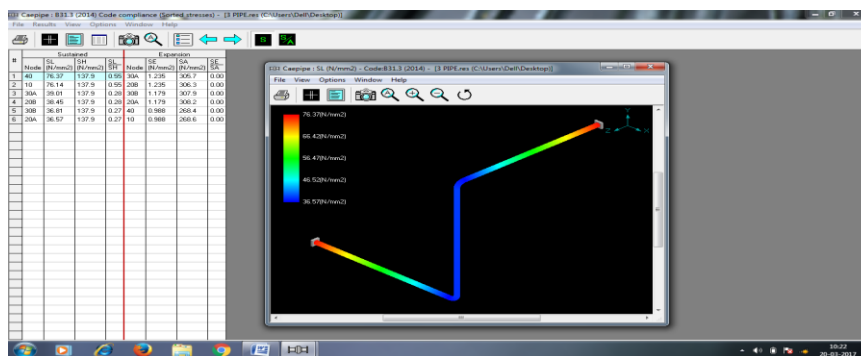 Caepipe : B31.3 (2014) Code compliance (Sorted stresses) - [3 PIPE.res (C:\Users\Dell\Desktop)]
File Results View Options Window Help
Sustained Expansion
# Node SL (N/mm2) SH (N/mm2) SL SH Node SE (N/mm2) SA (N/mm2) SE SA
1 40 76.37 137.9 0.55 30A 1.235 305.7 0.00
2 10 76.14 137.9 0.55 20B 1.235 306.3 0.00
3 30A 39.01 137.9 0.28 30B 1.179 307.9 0.00
4 20B 38.45 137.9 0.28 20A 1.179 308.2 0.00
5 30B 36.81 137.9 0.27 40 0.988 268.4 0.00
6 20A 36.57 137.9 0.27 10 0.988 268.6 0.00
Caepipe : SL (N/mm2) - Code:B31.3 (2014) - [3 PIPE.res (C:\Users\Dell\Desktop)]
File View Options Window Help
76.37(N/mm2)
66.42(N/mm2)
56.47(N/mm2)
46.52(N/mm2)
36.57(N/mm2)
Y
Z X
10:22
20-03-2017